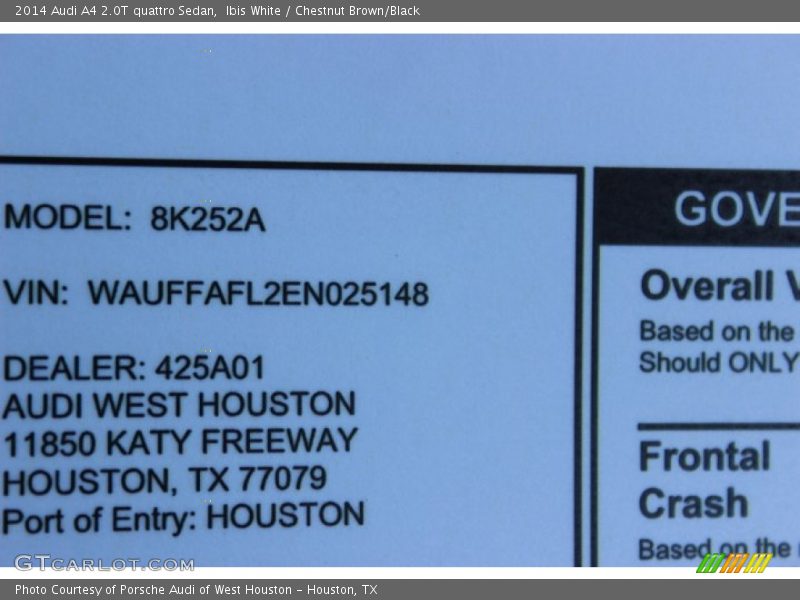 2014 Audi A4 2.0T quattro Sedan,  Ibis White / Chestnut Brown/Black
MODEL: 8K252A
VIN: WAUFFAFL2EN025148
DEALER: 425A01
AUDI WEST HOUSTON
11850 KATY FREEWAY
HOUSTON, TX 77079
Port of Entry: HOUSTON
GOVE
Overall
Based on the
Should ONLY
Frontal
Crash
Based on the
GTCARLOT.COM
Photo Courtesy of Porsche Audi of West Houston - Houston, TX